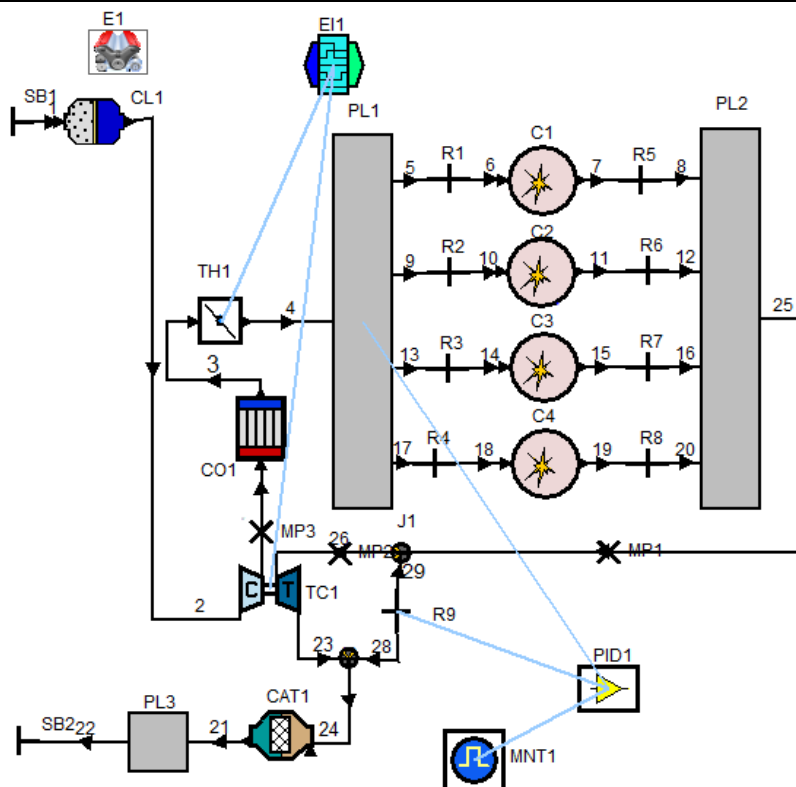 E1
EI1
SB1
1
CL1
PL1
PL2
C1
5
R1
6
7
R5
8
C2
9
R2
10
11
R6
12
TH1
4
25
C3
13
R3
14
15
R7
16
3
C4
17
R4
18
19
R8
20
CO1
J1
MP3
26
MP2
MP1
29
C
T
TC1
2
R9
23
28
PID1
PL3
CAT1
SB2
22
21
24
MNT1